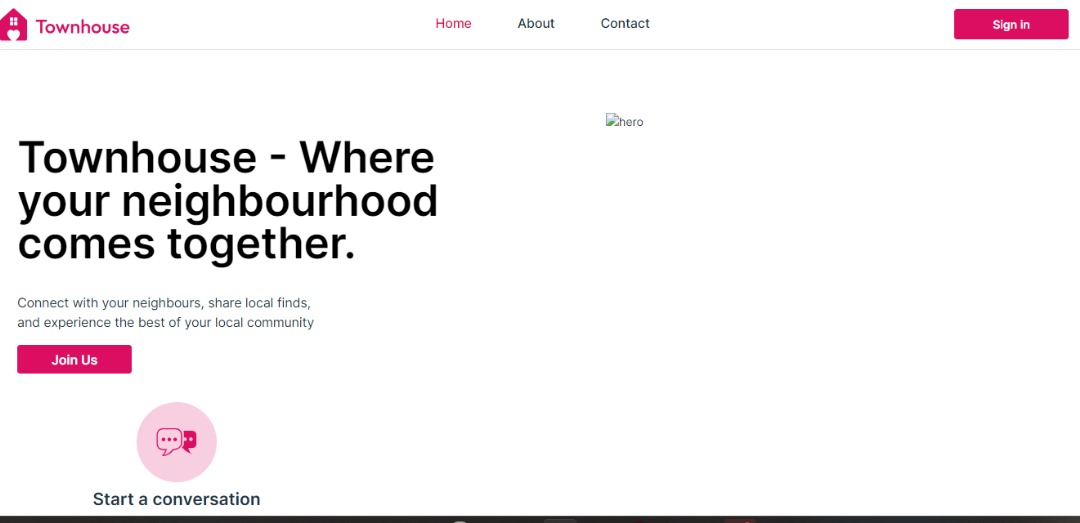 Townhouse
Home
About
Contact
Sign in
hero
Townhouse - Where
your neighbourhood
comes together.
Connect with your neighbours, share local finds,
and experience the best of your local community
Join Us
Start a conversation